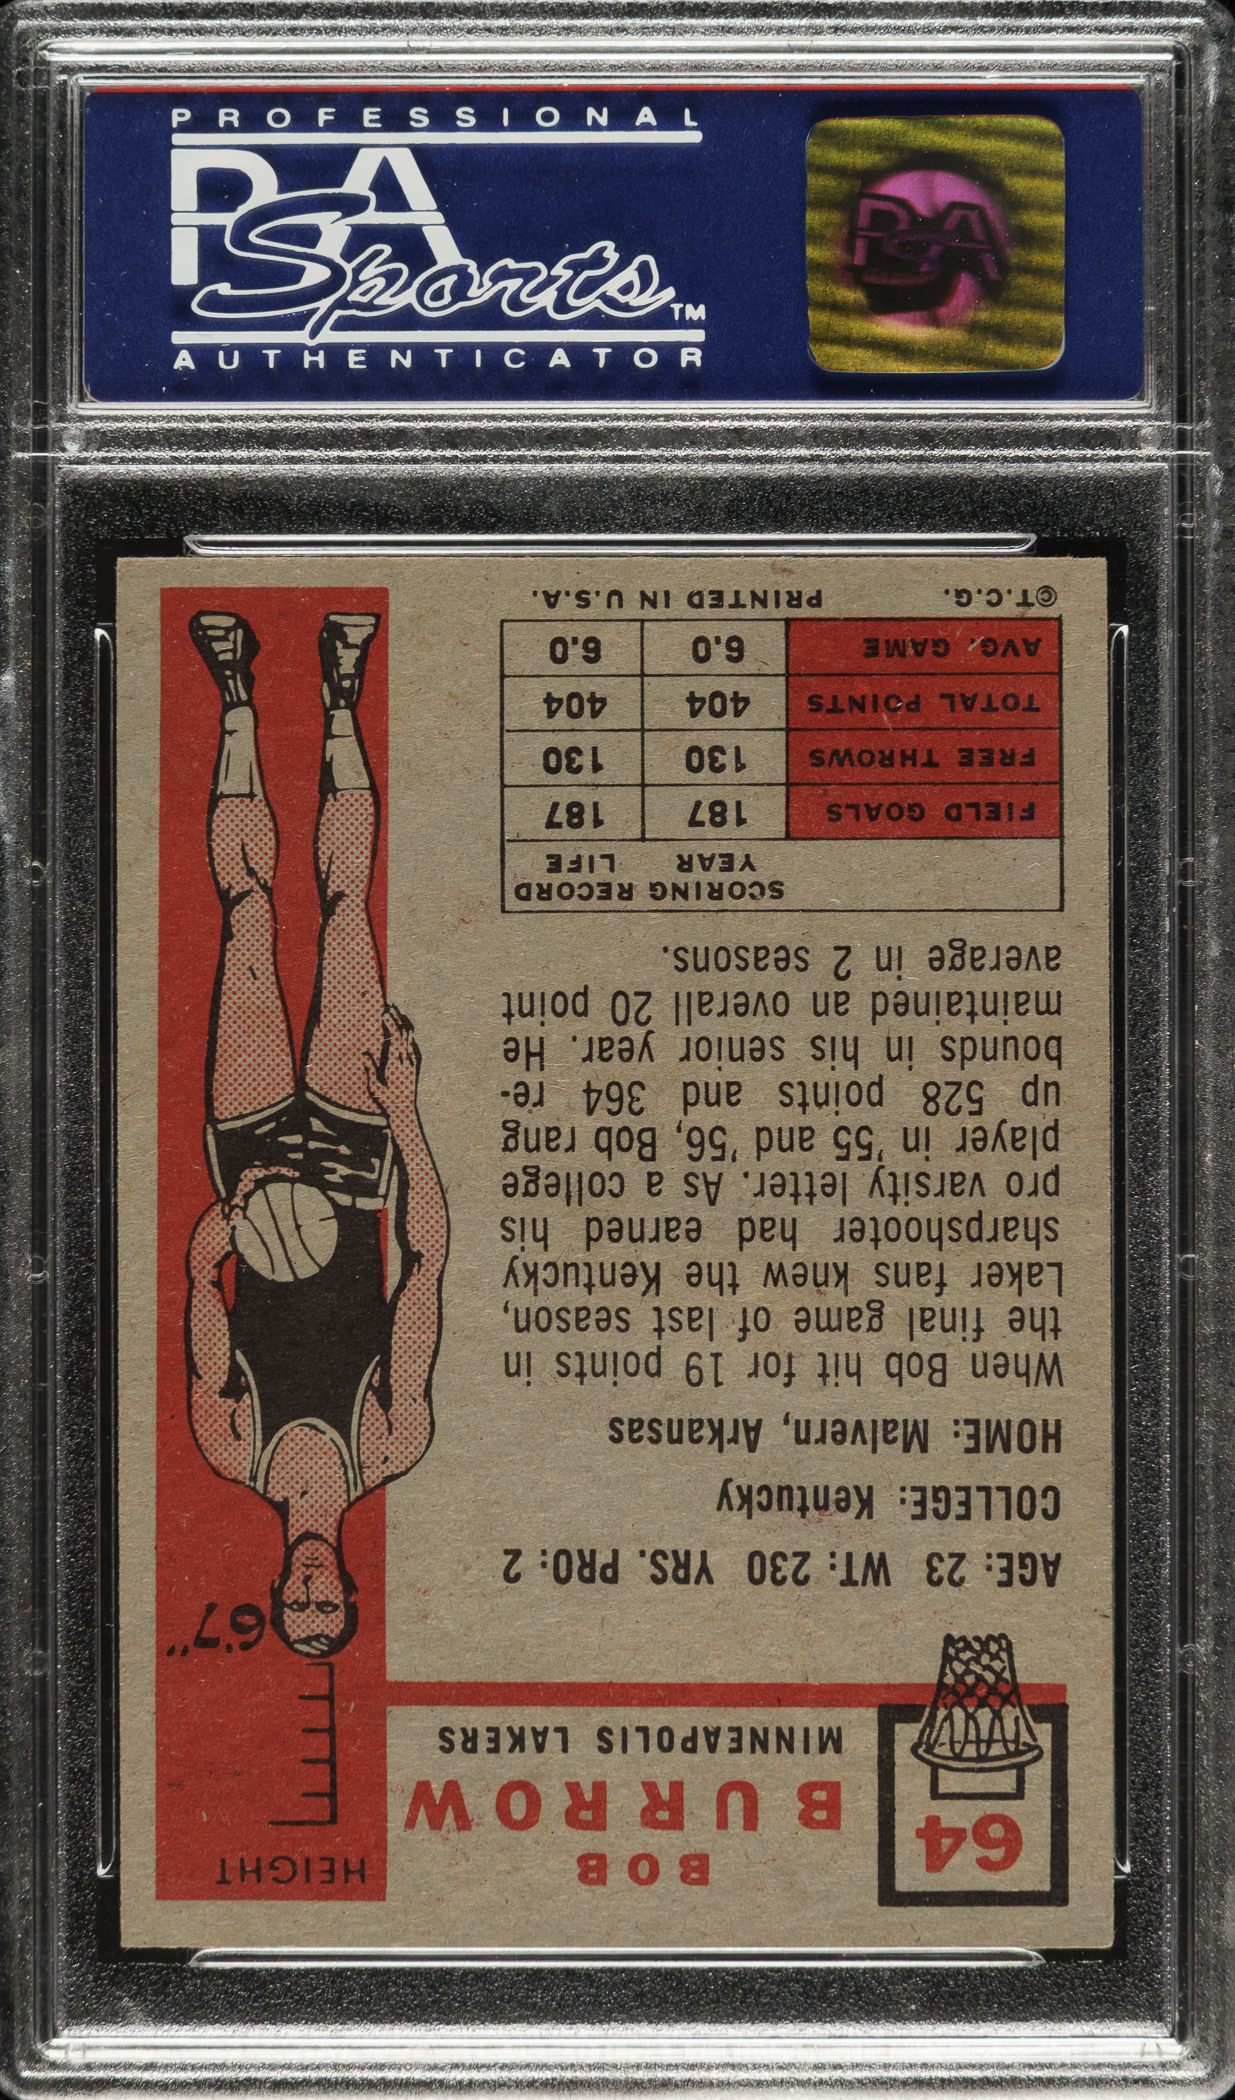 PROFESSIONAL
PSA
Sports™
AUTHENTICATOR
PSA
64
BOB
BURROW
MINNEAPOLIS LAKERS
HEIGHT
6'7"
AGE: 23 WT: 230 YRS. PRO: 2
COLLEGE: Kentucky
HOME: Malvern, Arkansas
When Bob hit for 19 points in
the final game of last season,
Laker fans knew the Kentucky
sharpshooter had earned his
pro varsity letter. As a college
player in '55 and '56, Bob rang
up 528 points and 364 re-
bounds in his senior year. He
maintained an overall 20 point
average in 2 seasons.
SCORING RECORD
YEAR LIFE
FIELD GOALS 187 187
FREE THROWS 130 130
TOTAL POINTS 404 404
AVG. GAME 6.0 6.0
©T.C.G. PRINTED IN U.S.A.